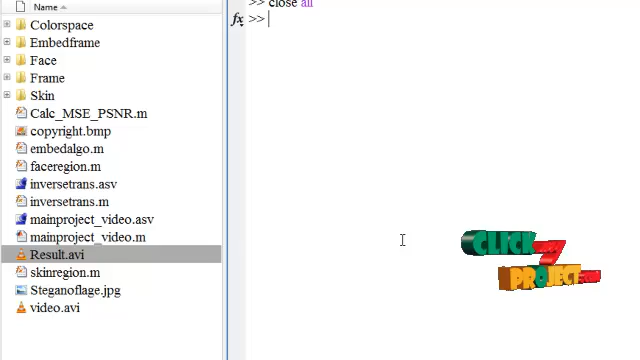 Name
>> close all
fx >>
Colorspace
Embedframe
Face
Frame
Skin
Calc_MSE_PSNR.m
copyright.bmp
embedalgo.m
faceregion.m
inversetrans.asv
inversetrans.m
mainproject_video.asv
mainproject_video.m
Result.avi
skinregion.m
Steganoflage.jpg
video.avi
CLICK
PROJECT